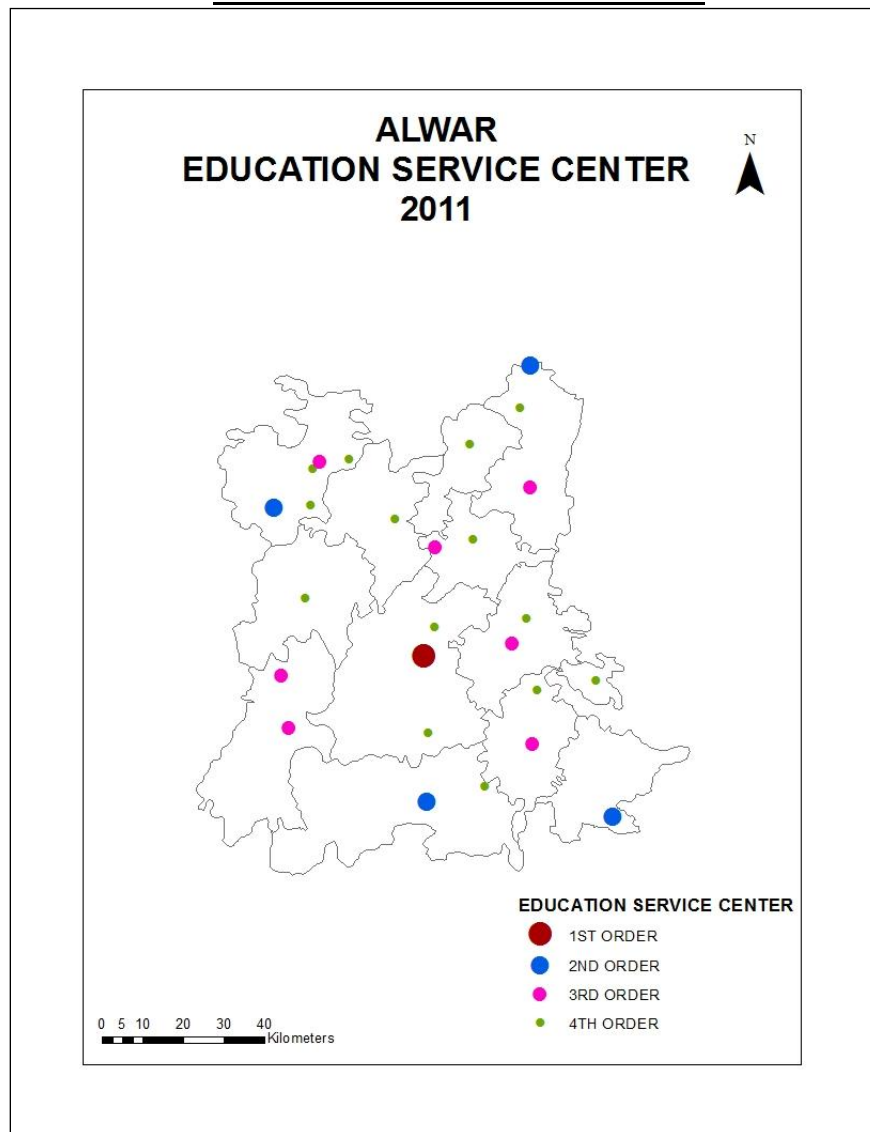 ALWAR
EDUCATION SERVICE CENTER
2011
N
EDUCATION SERVICE CENTER
1ST ORDER
2ND ORDER
3RD ORDER
4TH ORDER
0 5 10 20 30 40
Kilometers